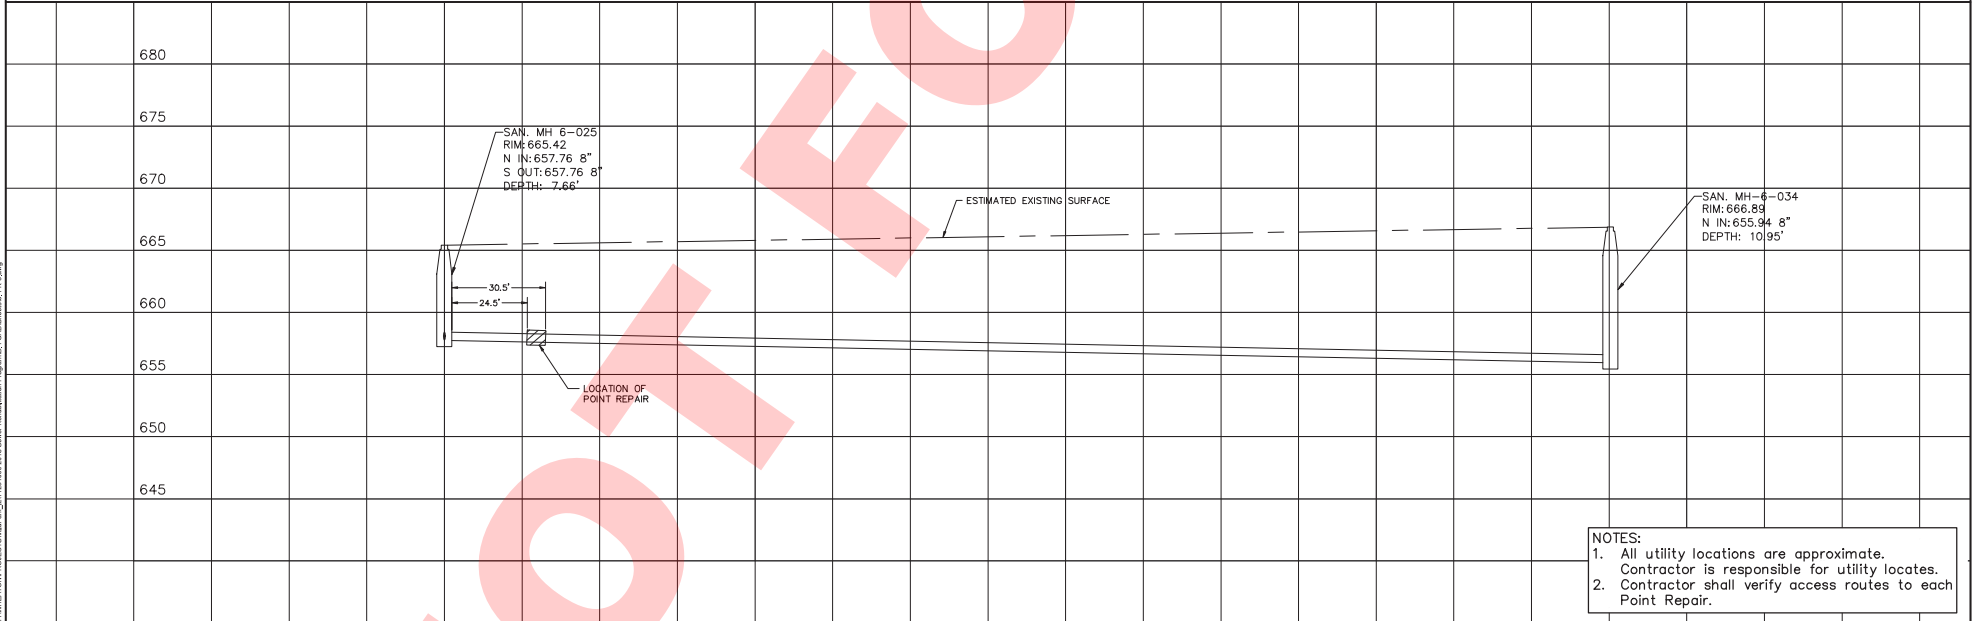 680
675
SAN. MH 6-025
RIM:665.42
N IN:657.76 8"
S OUT:657.76 8"
DEPTH: 7.66'
670
ESTIMATED EXISTING SURFACE
SAN. MH-6-034
RIM:666.89
N IN:655.94 8"
DEPTH: 10.95'
665
30.5'
660
24.5'
655
LOCATION OF
POINT REPAIR
650
645
NOT FO
NOTES:
1. All utility locations are approximate.
Contractor is responsible for utility locates.
2. Contractor shall verify access routes to each
Point Repair.